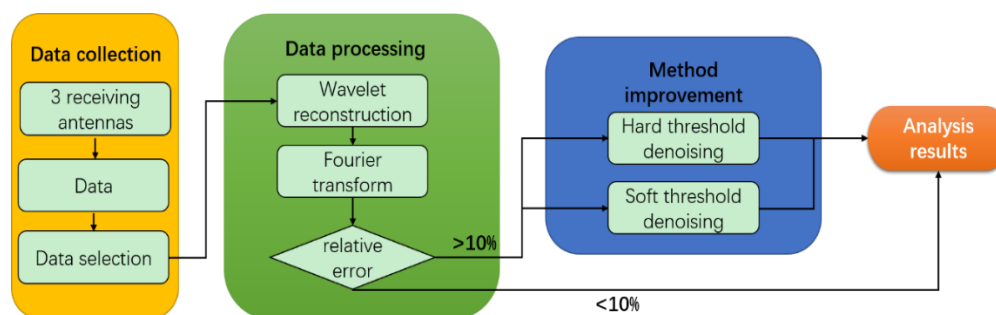 Data collection
3 receiving
antennas
Data
Data selection
Data processing
Wavelet
reconstruction
Fourier
transform
relative
error
>10%
<10%
Method
improvement
Hard threshold
denoising
Soft threshold
denoising
Analysis
results